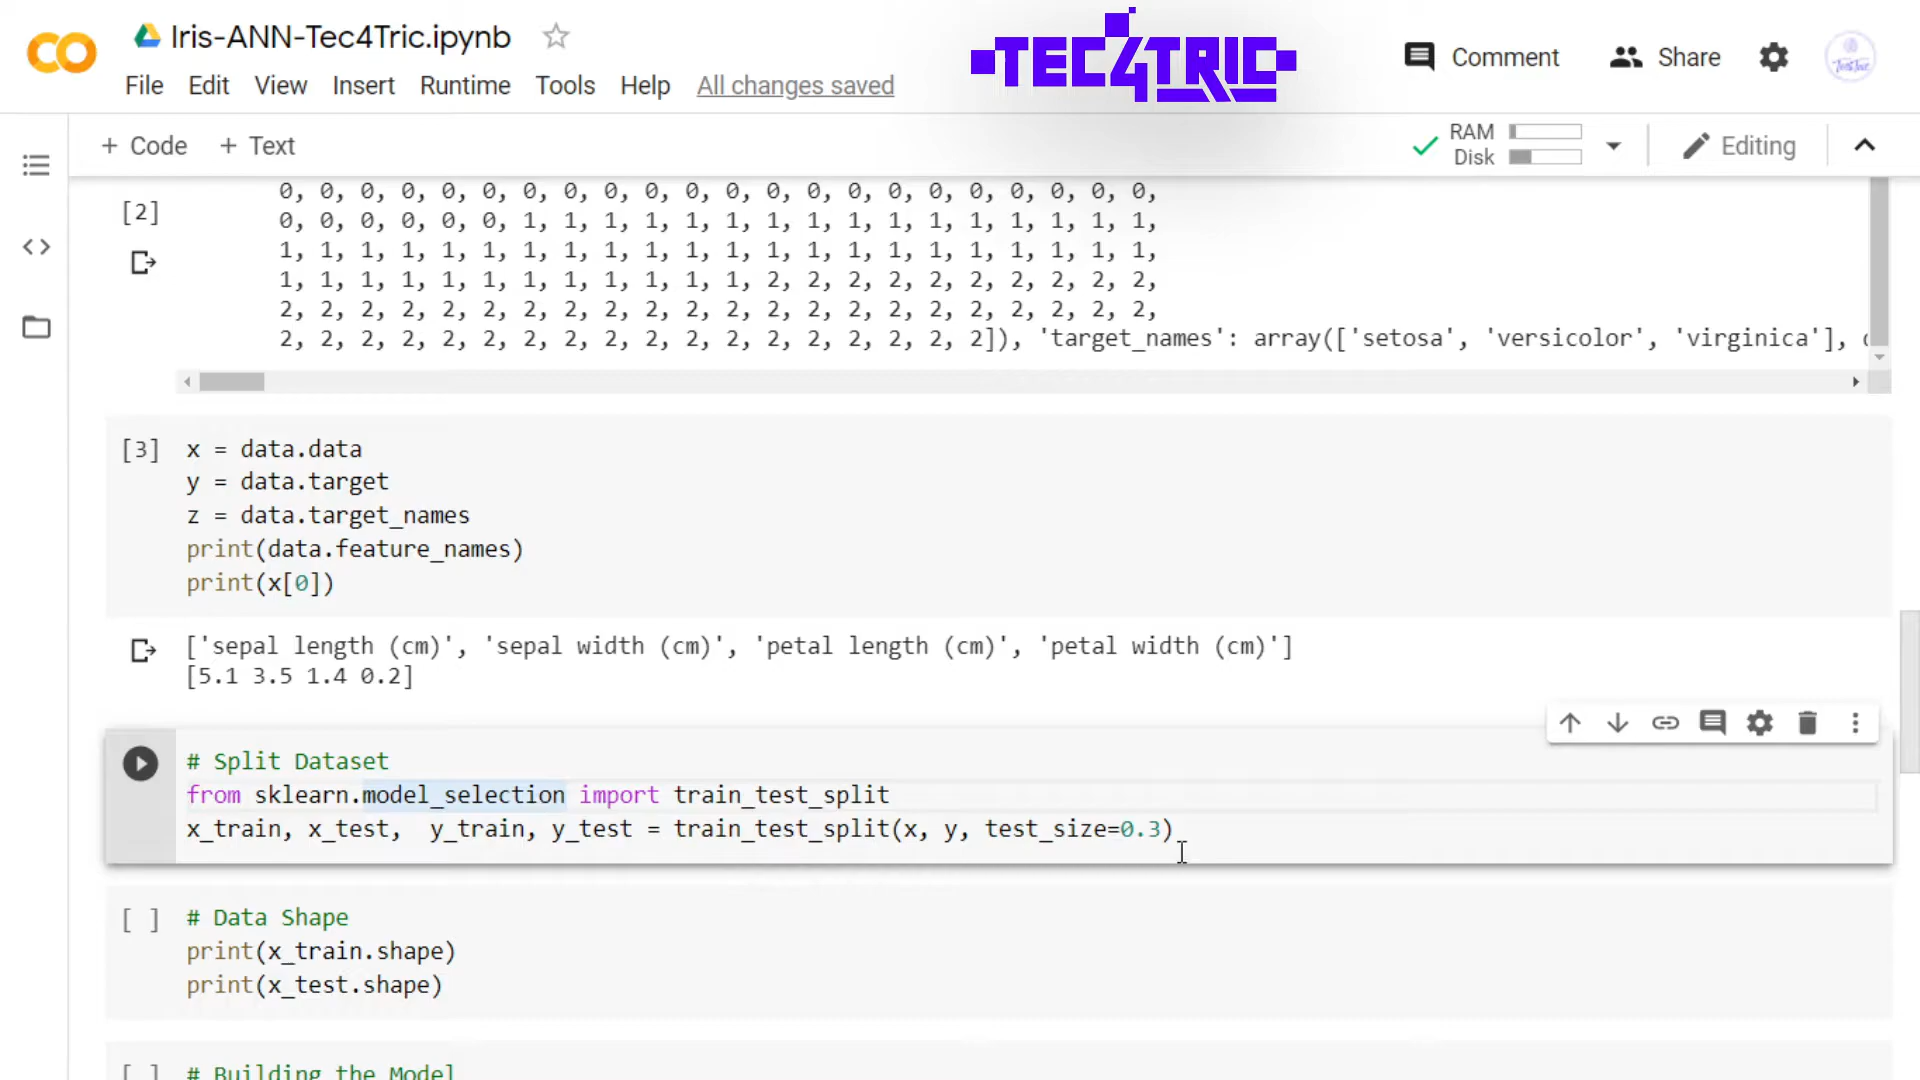 Iris-ANN-Tec4Tric.ipynb
File Edit View Insert Runtime Tools Help All changes saved
TEC4TRIC
Comment Share
+ Code + Text
RAM
Disk
Editing
[2]
0, 0, 0, 0, 0, 0, 0, 0, 0, 0, 0, 0, 0, 0, 0, 0, 0, 0, 0, 0, 0, 0,
0, 0, 0, 0, 0, 0, 1, 1, 1, 1, 1, 1, 1, 1, 1, 1, 1, 1, 1, 1, 1, 1,
1, 1, 1, 1, 1, 1, 1, 1, 1, 1, 1, 1, 1, 1, 1, 1, 1, 1, 1, 1, 1, 1,
1, 1, 1, 1, 1, 1, 1, 1, 1, 1, 1, 1, 2, 2, 2, 2, 2, 2, 2, 2, 2, 2,
2, 2, 2, 2, 2, 2, 2, 2, 2, 2, 2, 2, 2, 2, 2, 2, 2, 2, 2, 2, 2, 2,
2, 2, 2, 2, 2, 2, 2, 2, 2, 2, 2, 2, 2, 2, 2, 2, 2, 2]), 'target_names': array(['setosa', 'versicolor', 'virginica'],
[3] x = data.data
y = data.target
z = data.target_names
print(data.feature_names)
print(x[0])
['sepal length (cm)', 'sepal width (cm)', 'petal length (cm)', 'petal width (cm)']
[5.1 3.5 1.4 0.2]
# Split Dataset
from sklearn.model_selection import train_test_split
x_train, x_test,  y_train, y_test = train_test_split(x, y, test_size=0.3)
[ ] # Data Shape
print(x_train.shape)
print(x_test.shape)
[ ] # Building the Model